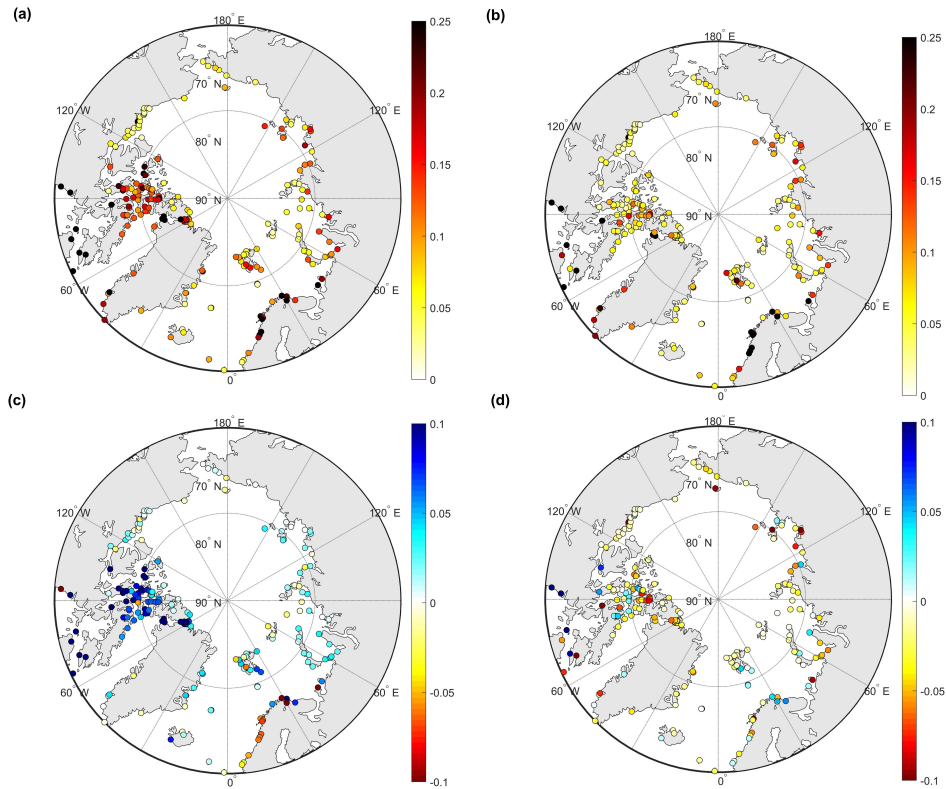 (a)
180° E
120° W
120° E
70° N
80° N
90° N
60° W
60° E
0°
0.25
0.2
0.15
0.1
0.05
0
(b)
180° E
120° W
120° E
70° N
80° N
90° N
60° W
60° E
0°
0.25
0.2
0.15
0.1
0.05
0
(c)
180° E
120° W
120° E
70° N
80° N
90° N
60° W
60° E
0°
0.1
0.05
0
-0.05
-0.1
(d)
180° E
120° W
120° E
70° N
80° N
90° N
60° W
60° E
0°
0.1
0.05
0
-0.05
-0.1